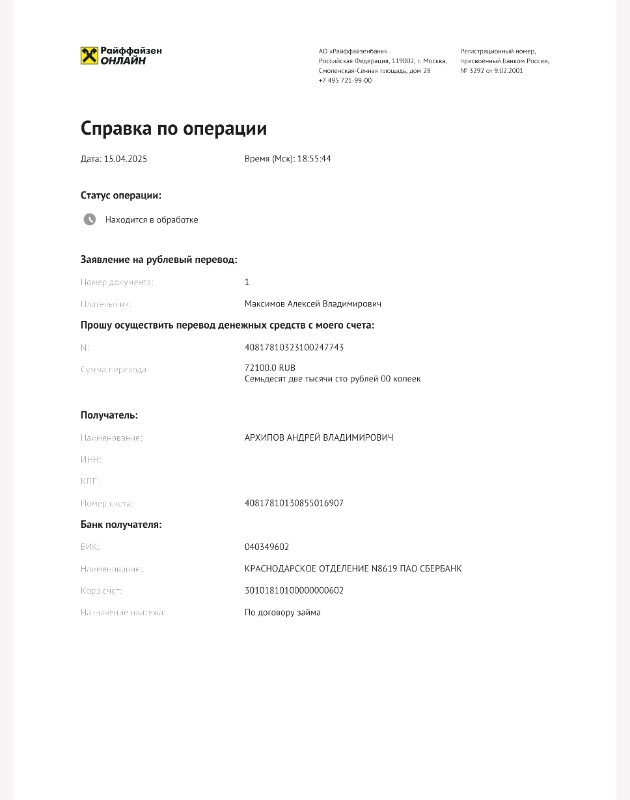 Райффайзен
ОНЛАЙН
АО «Райффайзенбанк»
Российская Федерация, 119002, г. Москва,
Смоленская-Сенная площадь, дом 28
+7 495 721-99-00
Регистрационный номер,
присвоенный Банком России,
№ 3292 от 9.02.2001
Справка по операции
Дата: 15.04.2025 Время (Мск): 18:55:44
Статус операции:
Находится в обработке
Заявление на рублевый перевод:
Номер документа: 1
Плательщик: Максимов Алексей Владимирович
Прошу осуществить перевод денежных средств с моего счета:
N: 40817810323100247743
Сумма перевода: 72100.0 RUB
Семьдесят две тысячи сто рублей 00 копеек
Получатель:
Наименование: АРХИПОВ АНДРЕЙ ВЛАДИМИРОВИЧ
ИНН:
КПП:
Номер счета: 40817810130855016907
Банк получателя:
БИК: 040349602
Наименование: КРАСНОДАРСКОЕ ОТДЕЛЕНИЕ N8619 ПАО СБЕРБАНК
Корр.счет: 30101810100000000602
Назначение платежа: По договору займа